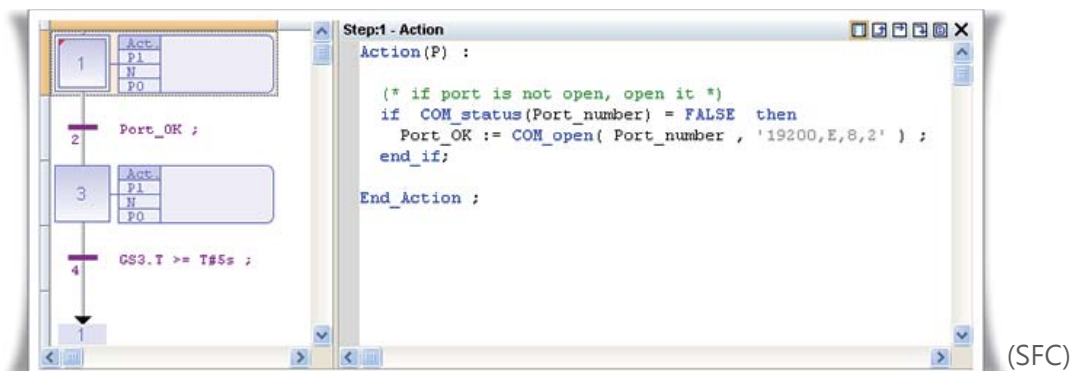 Step:1 - Action
Act.
P1
N
P0
1
Port_OK ;
2
Act.
P1
N
P0
3
GS3.T >= T#5s ;
4
1
Action(P) :
(* if port is not open, open it *)
if COM_status(Port_number) = FALSE then
Port_OK := COM_open( Port_number , '19200,E,8,2' ) ;
end_if;
End_Action ;
(SFC)